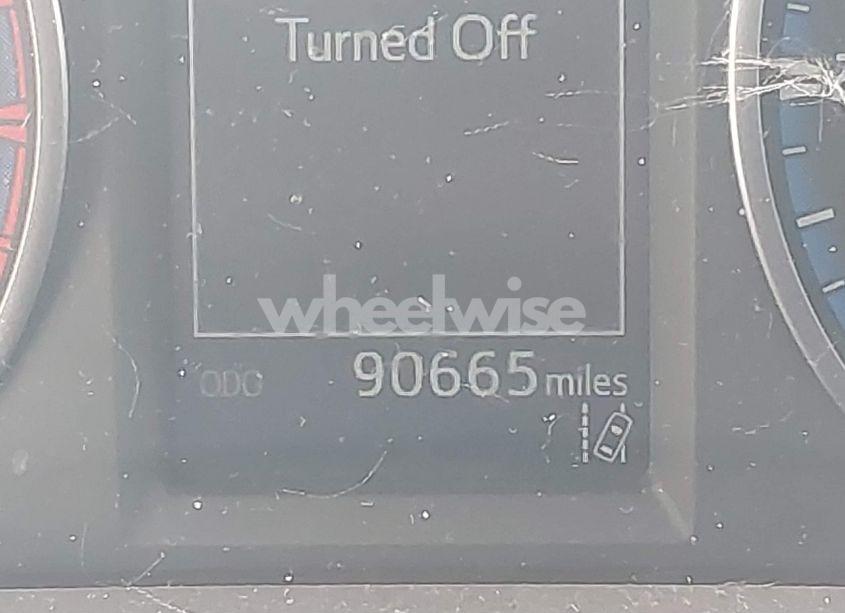 Turned Off
wheelwise
ODO 90665 miles